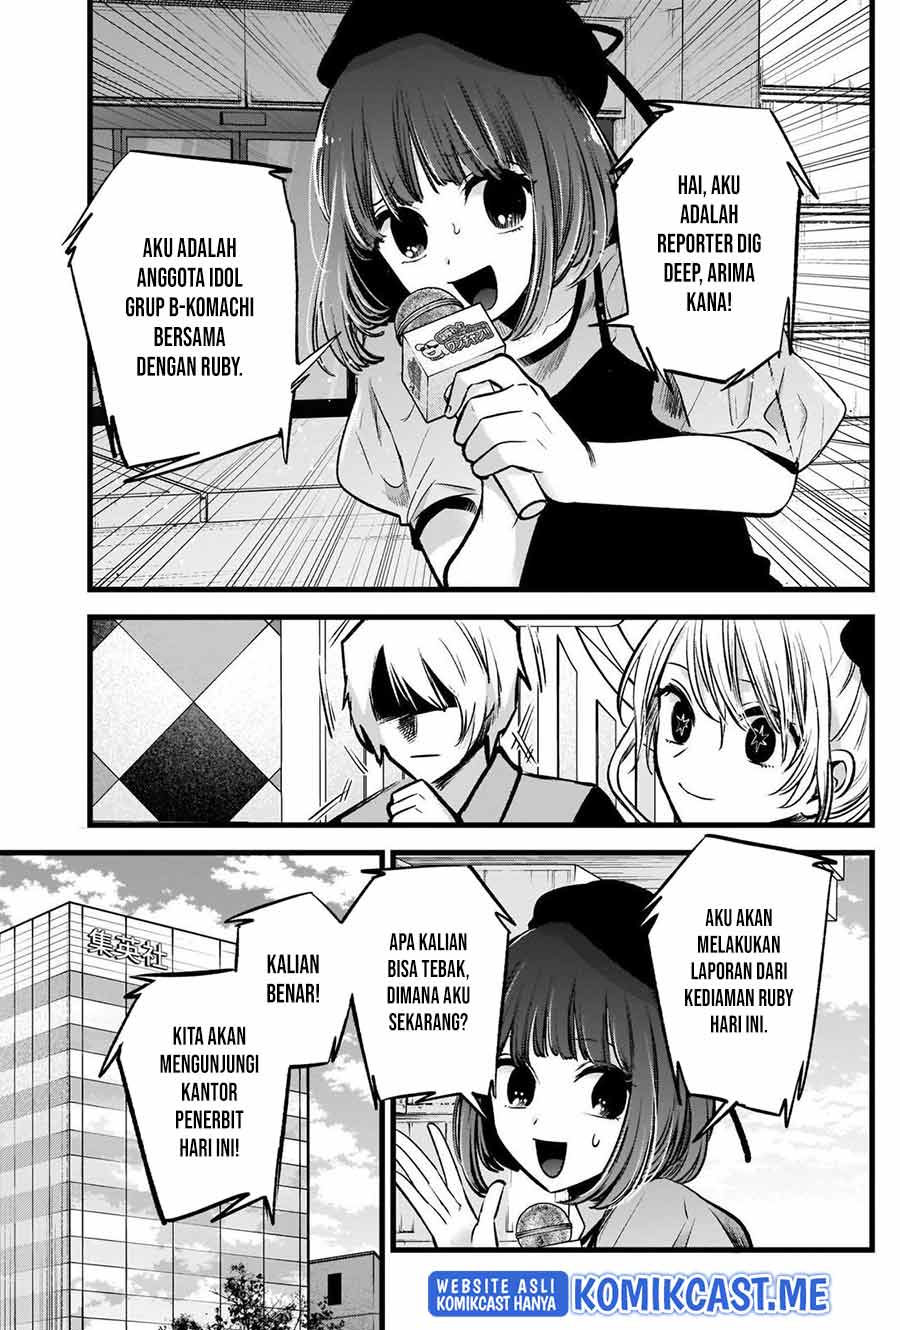 HAI, AKU
ADALAH
REPORTER DIG
DEEP, ARIMA
KANA!
AKU ADALAH
ANGGOTA IDOL
GRUP B-KOMACHI
BERSAMA
DENGAN RUBY.
AKU AKAN
MELAKUKAN
LAPORAN DARI
KEDIAMAN RUBY
HARI INI.
APA KALIAN
BISA TEBAK,
DIMANA AKU
SEKARANG?
KALIAN
BENAR!
KITA AKAN
MENGUNJUNGI
KANTOR
PENERBIT
HARI INI!
集英社
WEBSITE ASLI
KOMIKCAST HANYA
KOMIKCAST.ME